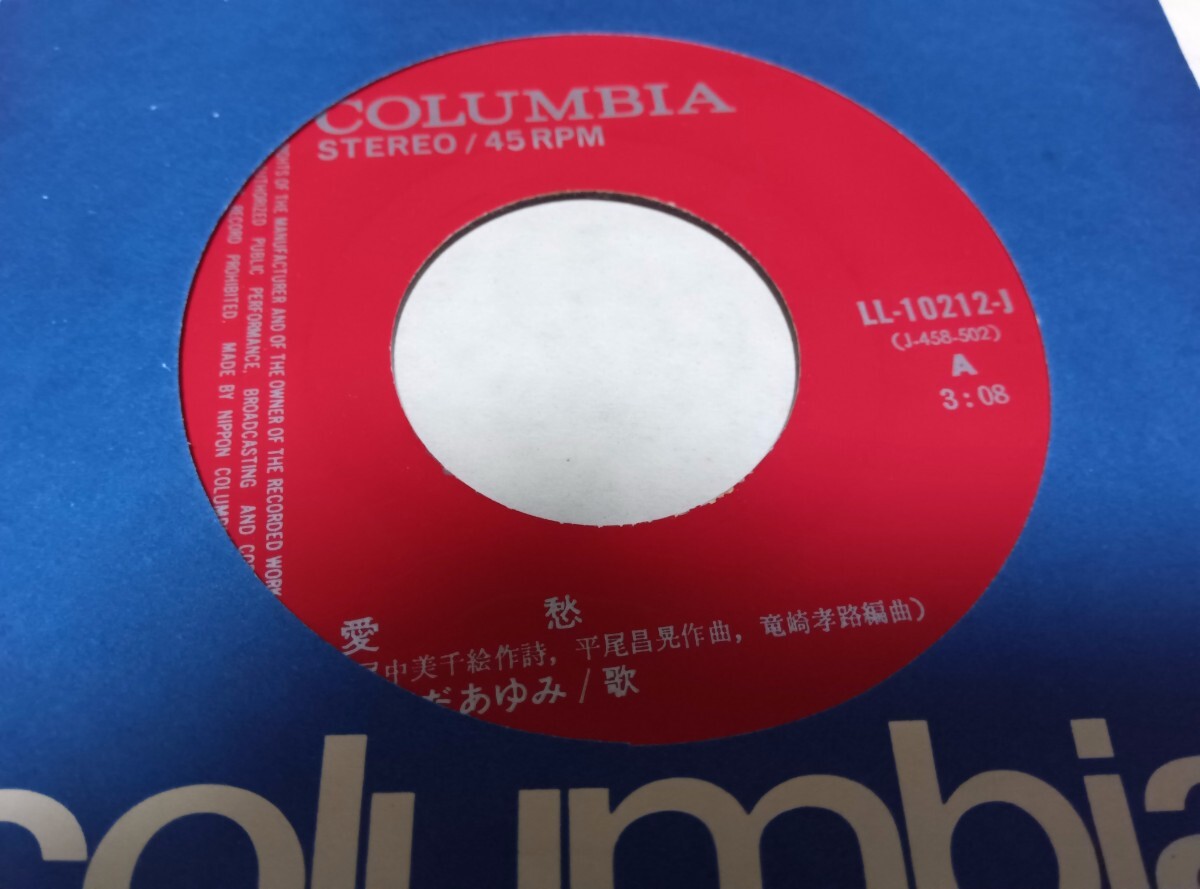 COLUMBIA
STEREO / 45 RPM
OF THE MANUFACTURER AND OF THE OWNER OF THE RECORDED WORK
PUBLIC PERFORMANCE, BROADCASTING AND
RECORD PROHIBITED. MADE BY NIPPON
LL-10212-J
(J-458-502)
A
3:08
愛 愁
中美千絵作詩, 平尾昌晃作曲, 竜崎孝路編曲)
だあゆみ/歌
columbia